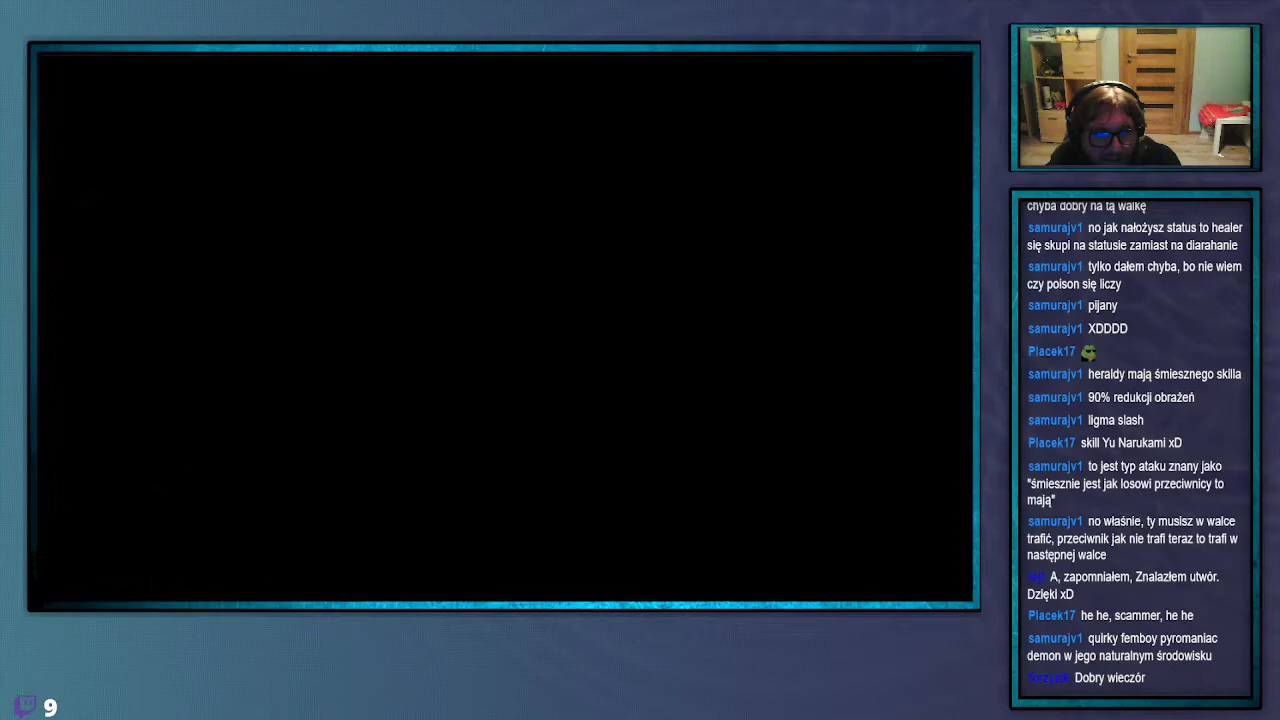 chyba dobry na tą walkę
samurajv1 no jak nałożysz status to healer
się skupi na statusie zamiast na diarahanie
samurajv1 tylko dałem chyba, bo nie wiem
czy poison się liczy
samurajv1 pijany
samurajv1 XDDDD
Placek17
samurajv1 heraldy mają śmiesznego skilla
samurajv1 90% redukcji obrażeń
samurajv1 ligma slash
Placek17 skill Yu Narukami xD
samurajv1 to jest typ ataku znany jako
"śmiesznie jest jak losowi przeciwnicy to
mają"
samurajv1 no właśnie, ty musisz w walce
trafić, przeciwnik jak nie trafi teraz to trafi w
następnej walce
A, zapomniałem, Znalazłem utwór.
Dzięki xD
Placek17 he he, scammer, he he
samurajv1 quirky femboy pyromaniac
demon w jego naturalnym środowisku
Dobry wieczór
9